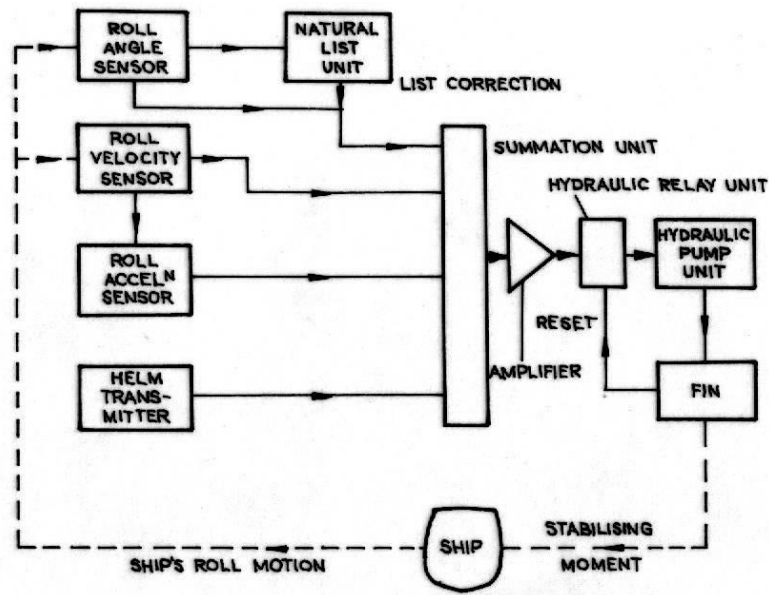 ROLL
ANGLE
SENSOR
NATURAL
LIST
UNIT
LIST CORRECTION
ROLL
VELOCITY
SENSOR
SUMMATION UNIT
HYDRAULIC RELAY UNIT
HYDRAULIC
PUMP
UNIT
ROLL
ACCELᴺ
SENSOR
RESET
AMPLIFIER
HELM
TRANS-
MITTER
FIN
SHIP
STABILISING
MOMENT
SHIP'S ROLL MOTION